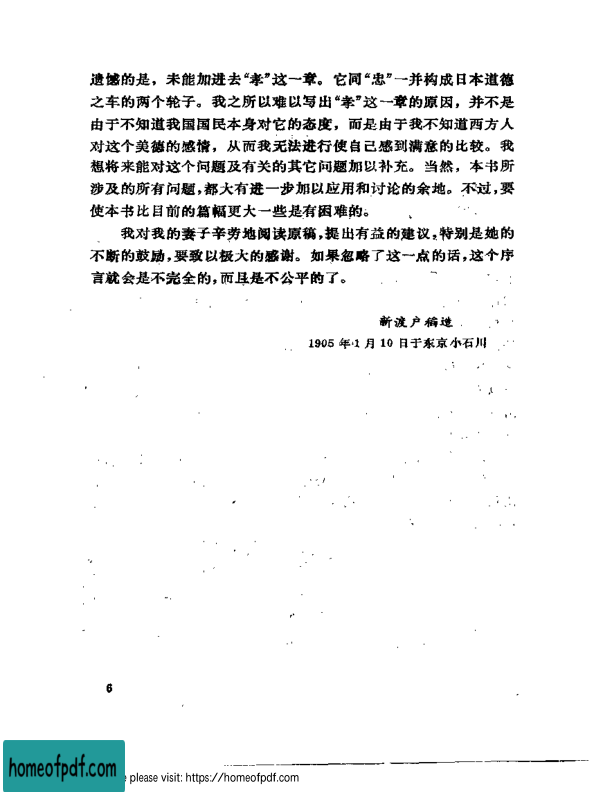 遗憾的是，未能加进去“孝”这一章。它同“忠”一并构成日本道德
之车的两个轮子。我之所以难以写出“孝”这一章的原因，并不是
由于不知道我国国民本身对它的态度，而是由于我不知道西方人
对这个美德的感情，从而我无法进行使自己感到满意的比较。我
想将来能对这个问题及有关的其它问题加以补充。当然，本书所
涉及的所有问题，都大有进一步加以应用和讨论的余地。不过，要
使本书比目前的篇幅更大一些是有困难的。
我对我的妻子辛劳地阅读原稿，提出有益的建议，特别是她的
不断的鼓励，要致以极大的感谢。如果忽略了这一点的话，这个序
言就会是不完全的，而且是不公平的了。
新渡户稻造
1905年1月10日于东京小石川
6
homeofpdf.com
please visit: https://homeofpdf.com